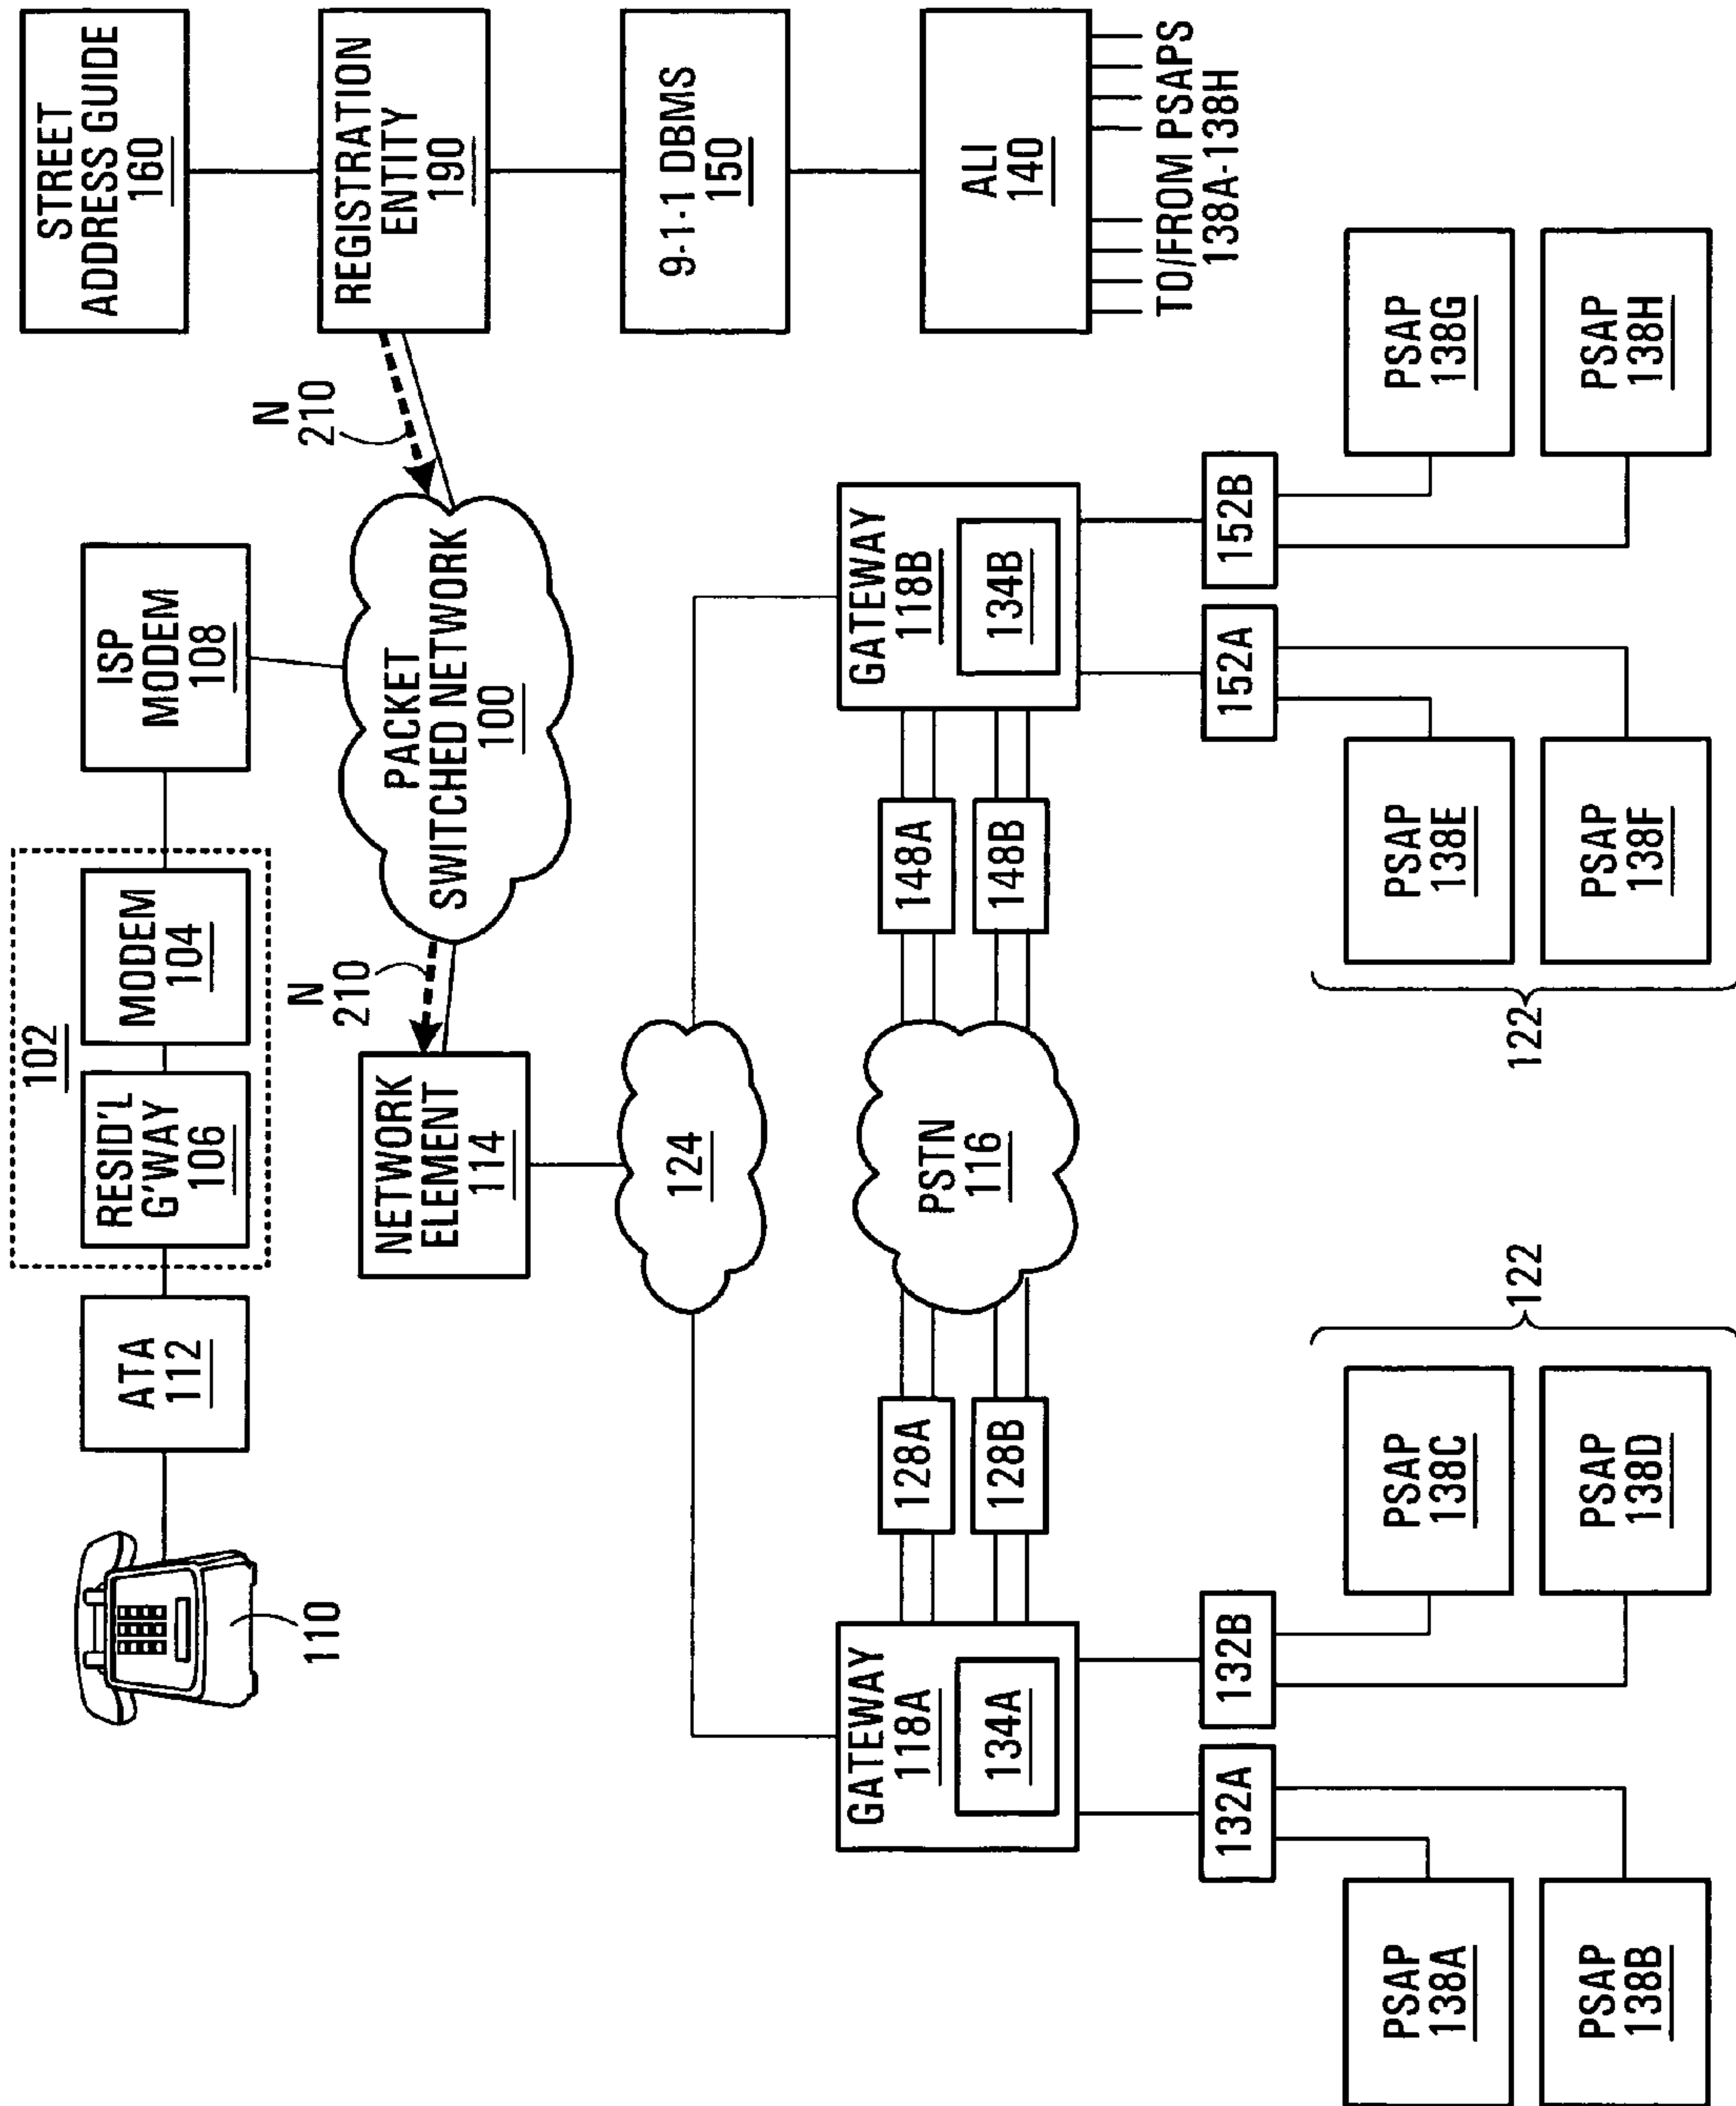 STREET
ADDRESS GUIDE
160
REGISTRATION
ENTITY
190
9-1-1 DBMS
150
ALI
140
TO/FROM PSAPS
138A-138H
N
210
ISP
MODEM
108
102
MODEM
104
RESID'L
G'WAY
106
ATA
112
110
PACKET
SWITCHED NETWORK
100
N
210
NETWORK
ELEMENT
114
124
GATEWAY
118A
134A
128A
128B
PSTN
116
148A
148B
GATEWAY
118B
134B
132A
132B
152A
152B
PSAP
138A
PSAP
138B
PSAP
138C
PSAP
138D
122
PSAP
138E
PSAP
138F
122
PSAP
138G
PSAP
138H